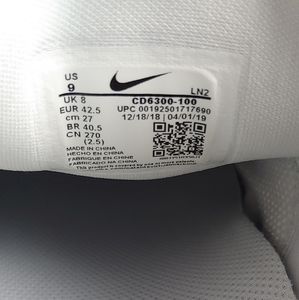 US
9 LN2
UK 8 CD6300-100
EUR 42.5 UPC 00192501717690
cm 27 12/18/18 | 04/01/19
BR 40.5
CN 270
(2.5)
MADE IN CHINA
HECHO EN CHINA
FABRIQUE EN CHINE
FABRICADO NA CHINA